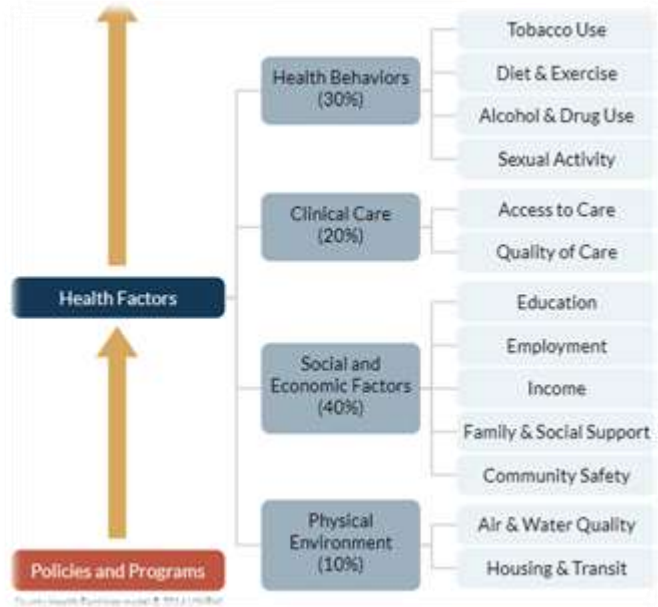 Tobacco Use
Health Behaviors
(30%)
Diet & Exercise
Alcohol & Drug Use
Sexual Activity
Clinical Care
(20%)
Access to Care
Quality of Care
Health Factors
Education
Employment
Social and
Economic Factors
(40%)
Income
Family & Social Support
Community Safety
Physical
Environment
(10%)
Air & Water Quality
Housing & Transit
Policies and Programs